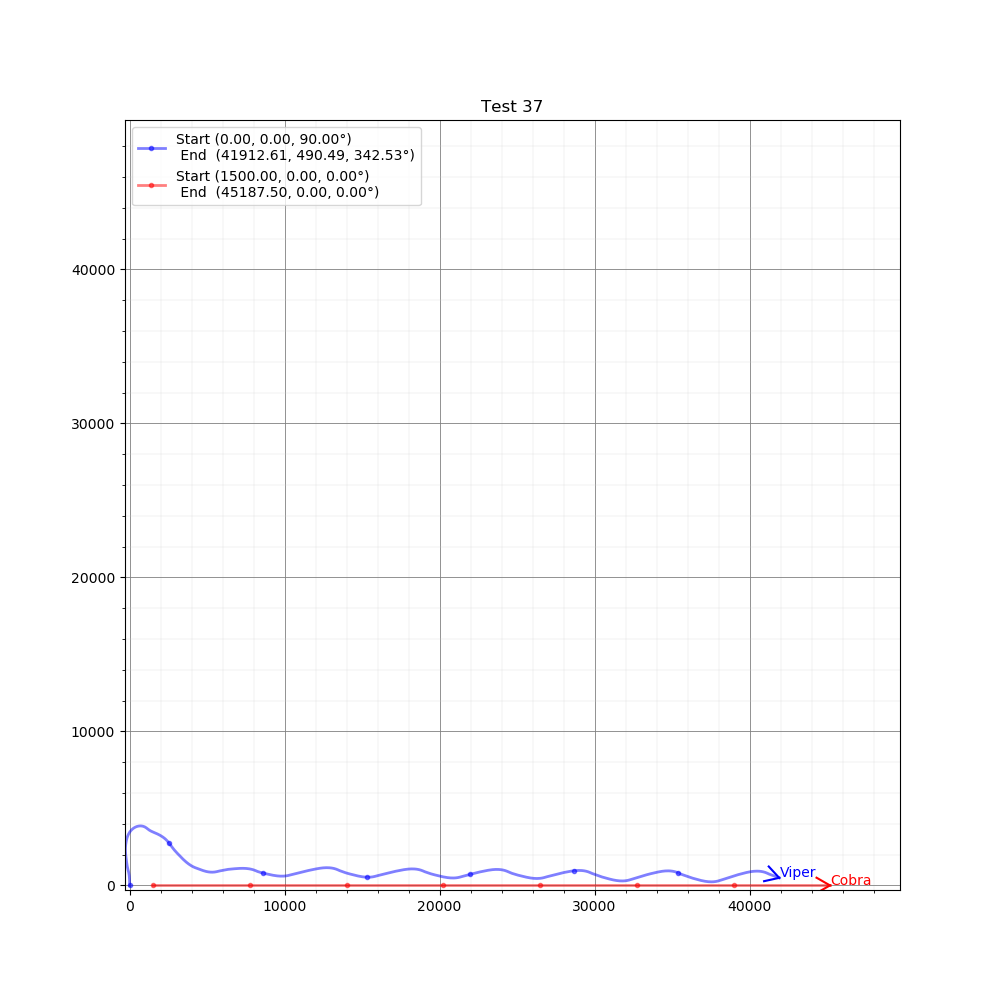 Test 37
Start (0.00, 0.00, 90.00°)
End (41912.61, 490.49, 342.53°)
Start (1500.00, 0.00, 0.00°)
End (45187.50, 0.00, 0.00°)
40000
30000
20000
10000
0
Viper
Cobra
0 10000 20000 30000 40000